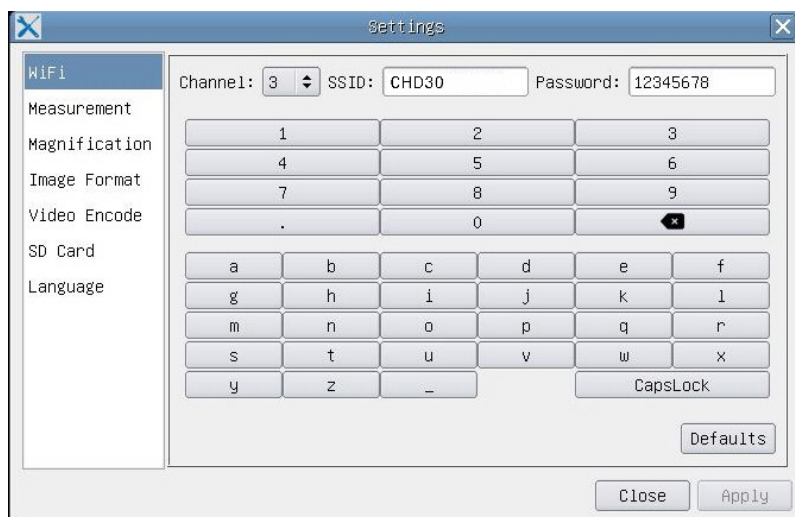 Settings
WiFi
Measurement
Magnification
Image Format
Video Encode
SD Card
Language
Channel: 3 SSID: CHD30 Password: 12345678
1 2 3
4 5 6
7 8 9
. 0
a b c d e f
g h i j k l
m n o p q r
s t u v w x
y z _ CapsLock
Defaults
Close Apply